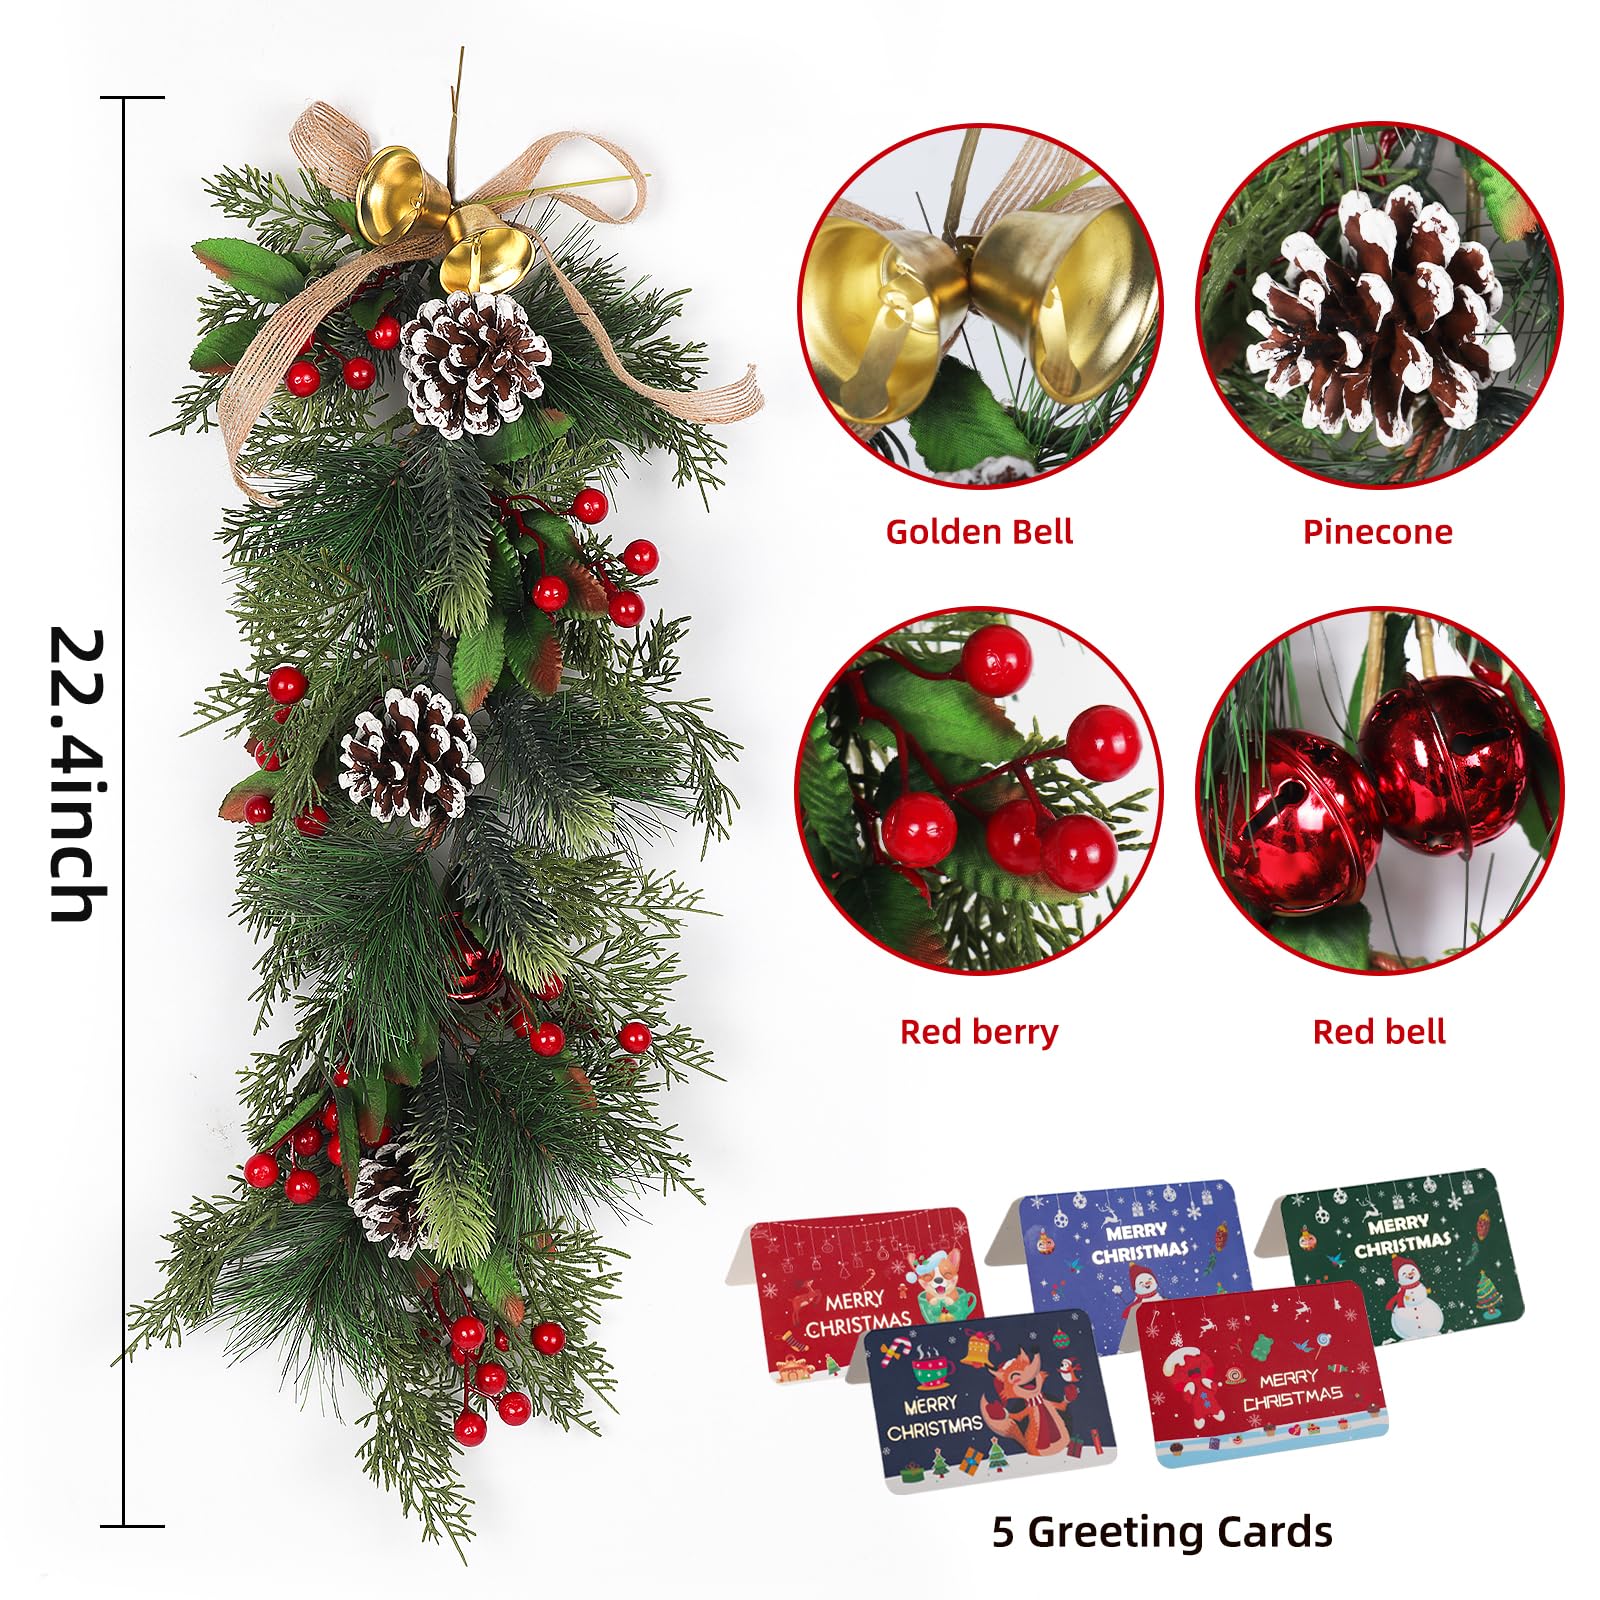 22.4inch
Golden Bell
Pinecone
Red berry
Red bell
MERRY
CHRISTMAS
MERRY
CHRISTMAS
MERRY
CHRISTMAS
MERRY
CHRISTMAS
MERRY
CHRISTMAS
5 Greeting Cards